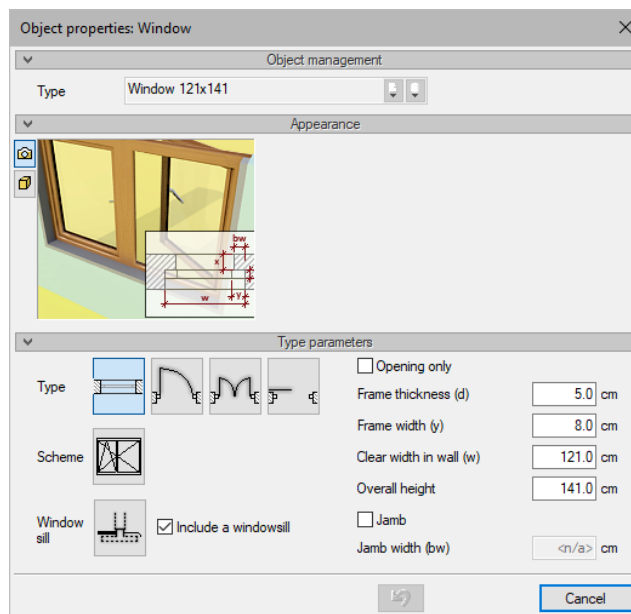 Object properties: Window
Object management
Type
Window 121x141
Appearance
bw
x
w
y
Type parameters
Type
Opening only
Frame thickness (d)
5.0 cm
Frame width (y)
8.0 cm
Scheme
Clear width in wall (w)
121.0 cm
Overall height
141.0 cm
Window
sill
Include a windowsill
Jamb
Jamb width (bw)
<n/a> cm
Cancel